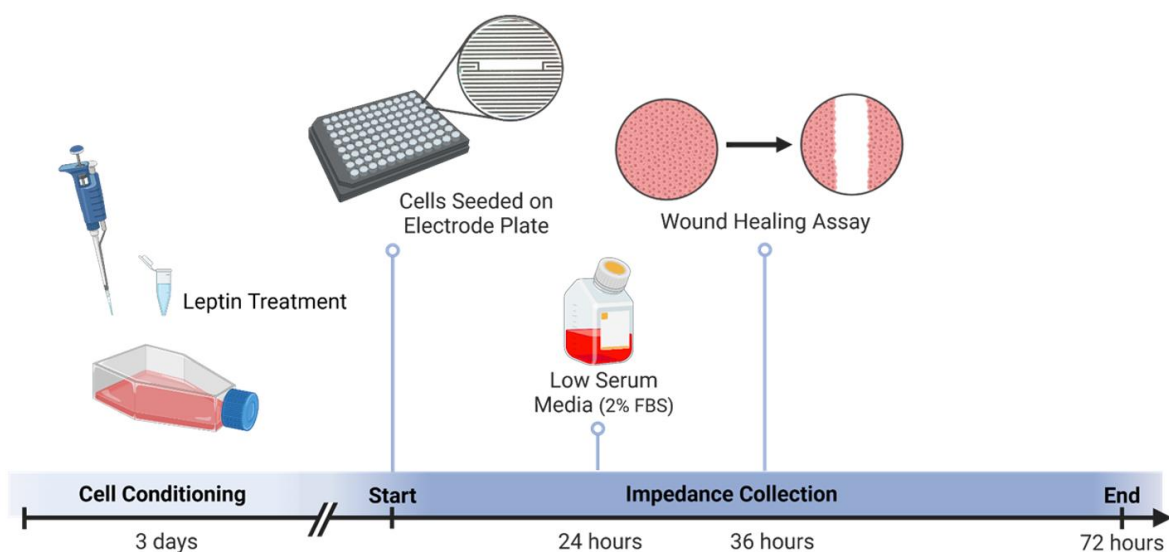 Cells Seeded on
Electrode Plate
Wound Healing Assay
Leptin Treatment
Low Serum
Media (2% FBS)
Cell Conditioning
Start
Impedance Collection
End
3 days
24 hours
36 hours
72 hours